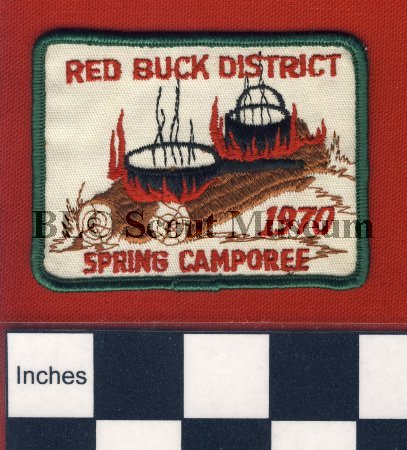 RED BUCK DISTRICT
1970
SPRING CAMPOREE
Inches